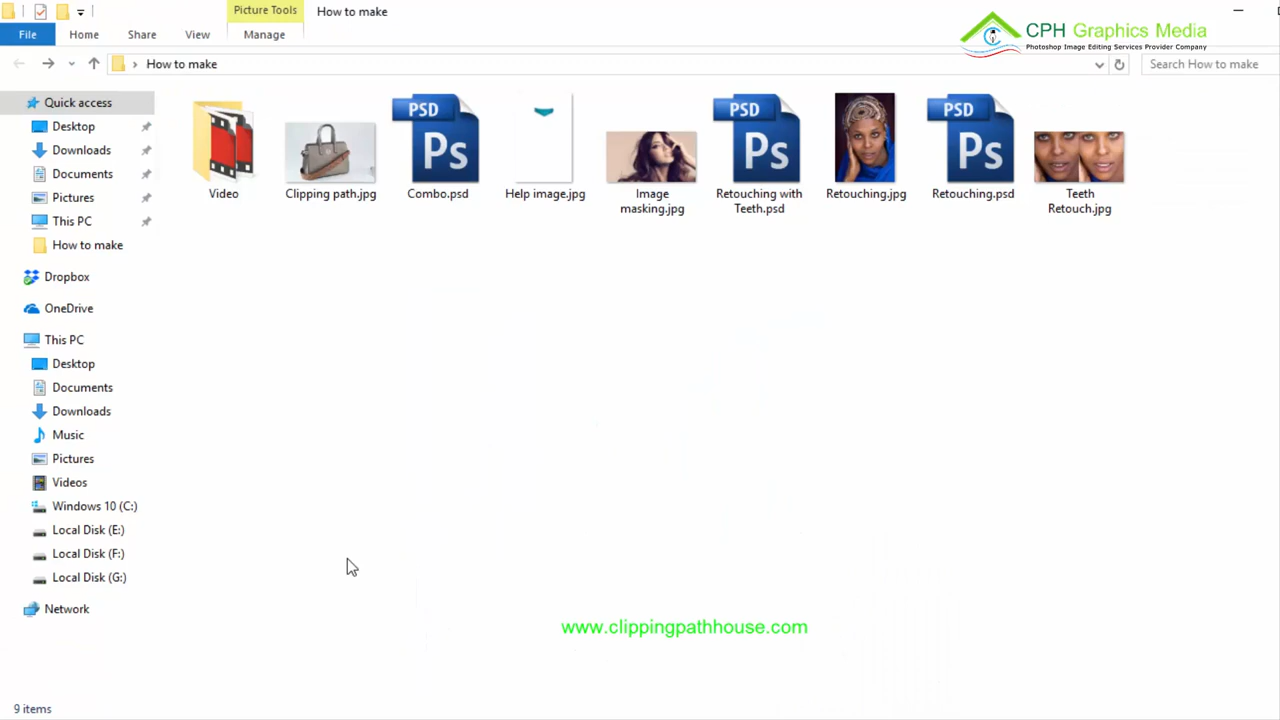 Picture Tools
How to make
CPH Graphics Media
Photoshop Image Editing Services Provider Company
File
Home
Share
View
Manage
How to make
Search How to make
Quick access
Desktop
Downloads
Documents
Pictures
This PC
How to make
Dropbox
OneDrive
This PC
Desktop
Documents
Downloads
Music
Pictures
Videos
Windows 10 (C:)
Local Disk (E:)
Local Disk (F:)
Local Disk (G:)
Network
Video
Clipping path.jpg
PSD
Ps
Combo.psd
Help image.jpg
Image
masking.jpg
PSD
Ps
Retouching with
Teeth.psd
Retouching.jpg
PSD
Ps
Retouching.psd
Teeth
Retouch.jpg
www.clippingpathhouse.com
9 items